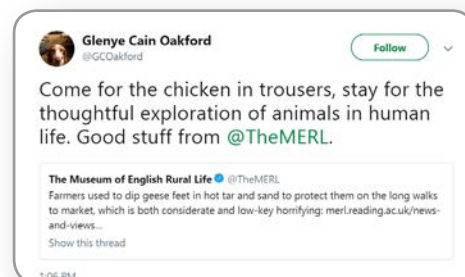 Glenye Cain Oakford
@GCOakford
Follow
Come for the chicken in trousers, stay for the
thoughtful exploration of animals in human
life. Good stuff from @TheMERL.
The Museum of English Rural Life @TheMERL
Farmers used to dip geese feet in hot tar and sand to protect them on the long walks
to market, which is both considerate and low-key horrifying: merl.reading.ac.uk/news-
and-views...
Show this thread
1:06 PM